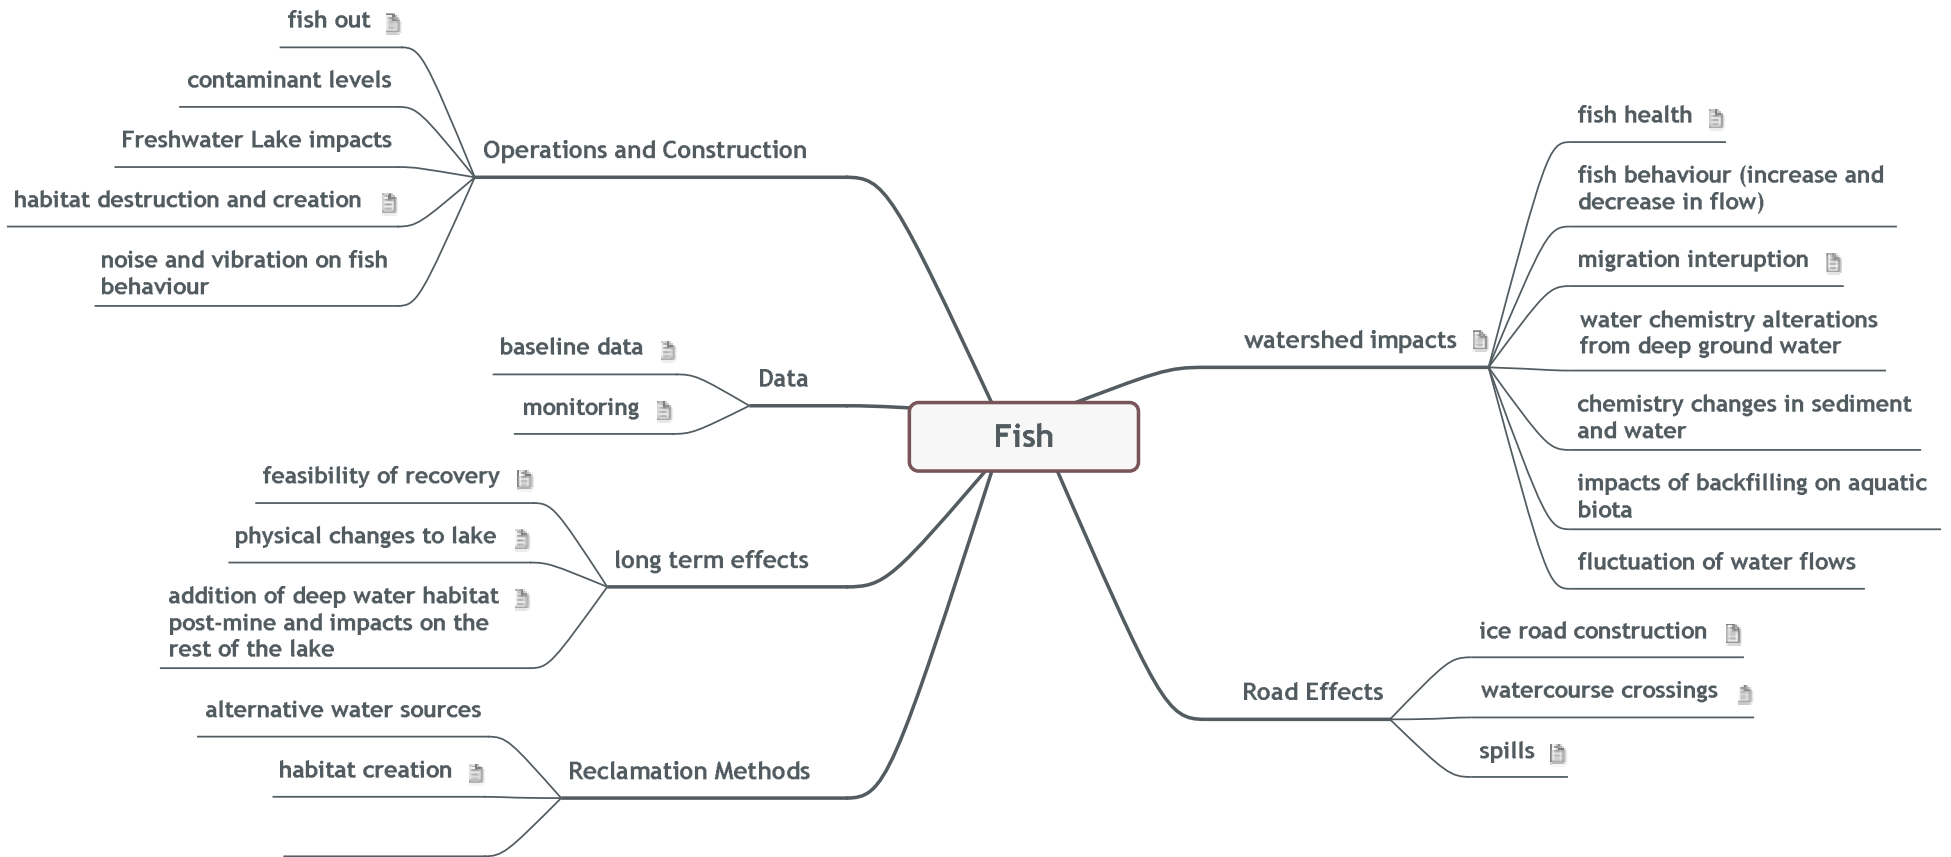 fish out
contaminant levels
Freshwater Lake impacts
habitat destruction and creation
noise and vibration on fish
behaviour
Operations and Construction
baseline data
monitoring
Data
feasibility of recovery
physical changes to lake
addition of deep water habitat
post-mine and impacts on the
rest of the lake
long term effects
alternative water sources
habitat creation
Reclamation Methods
Fish
watershed impacts
fish health
fish behaviour (increase and
decrease in flow)
migration interuption
water chemistry alterations
from deep ground water
chemistry changes in sediment
and water
impacts of backfilling on aquatic
biota
fluctuation of water flows
Road Effects
ice road construction
watercourse crossings
spills